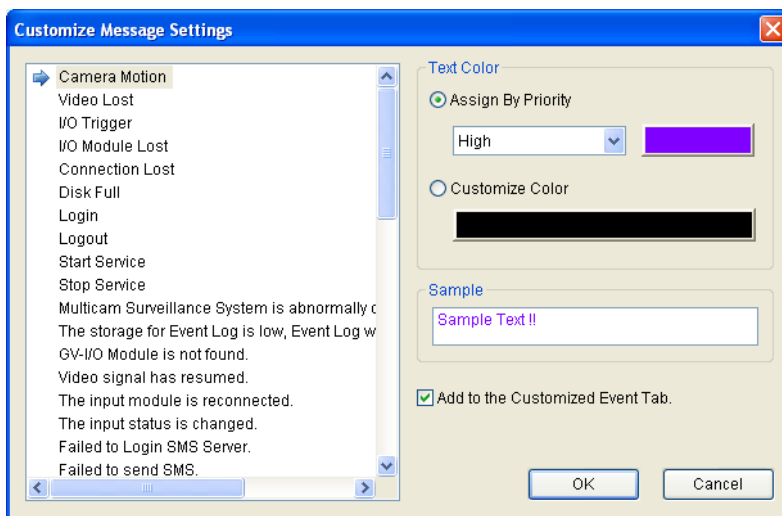 Customize Message Settings
Camera Motion
Video Lost
I/O Trigger
I/O Module Lost
Connection Lost
Disk Full
Login
Logout
Start Service
Stop Service
Multicam Surveillance System is abnormally
The storage for Event Log is low, Event Log w
GV-I/O Module is not found.
Video signal has resumed.
The input module is reconnected.
The input status is changed.
Failed to Login SMS Server.
Failed to send SMS.
Text Color
Assign By Priority
High
Customize Color
Sample
Sample Text !!
Add to the Customized Event Tab.
OK
Cancel